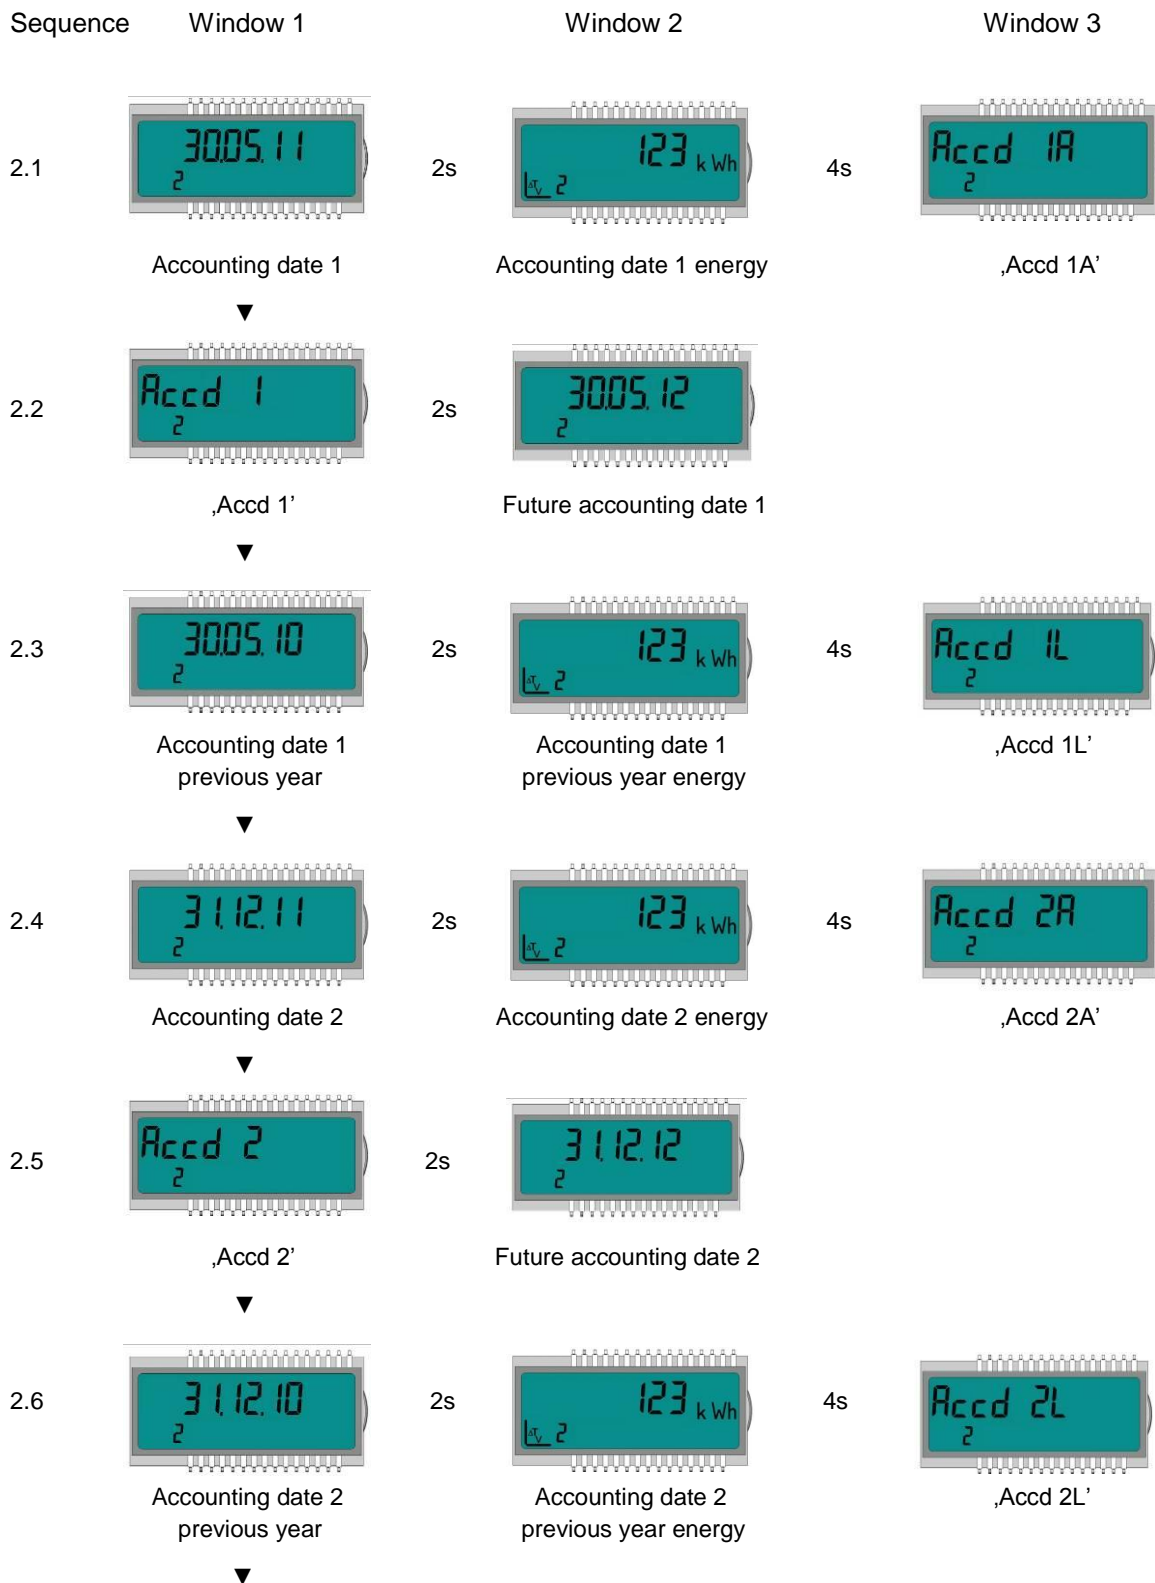 Sequence Window 1 Window 2 Window 3
30.05.11 123 kWh Accd 1A
2.1 2s 4s
2 ΔT V 2 2
Accounting date 1 Accounting date 1 energy ‚Accd 1A’
▼
Accd 1 30.05.12
2.2 2s
2 2
‚Accd 1’ Future accounting date 1
▼
30.05.10 123 kWh Accd 1L
2.3 2s 4s
2 ΔT V 2 2
Accounting date 1 Accounting date 1 ‚Accd 1L’
previous year previous year energy
▼
31.12.11 123 kWh Accd 2A
2.4 2s 4s
2 ΔT V 2 2
Accounting date 2 Accounting date 2 energy ‚Accd 2A’
▼
Accd 2 31.12.12
2.5 2s
2 2
‚Accd 2’ Future accounting date 2
▼
31.12.10 123 kWh Accd 2L
2.6 2s 4s
2 ΔT V 2 2
Accounting date 2 Accounting date 2 ‚Accd 2L’
previous year previous year energy
▼